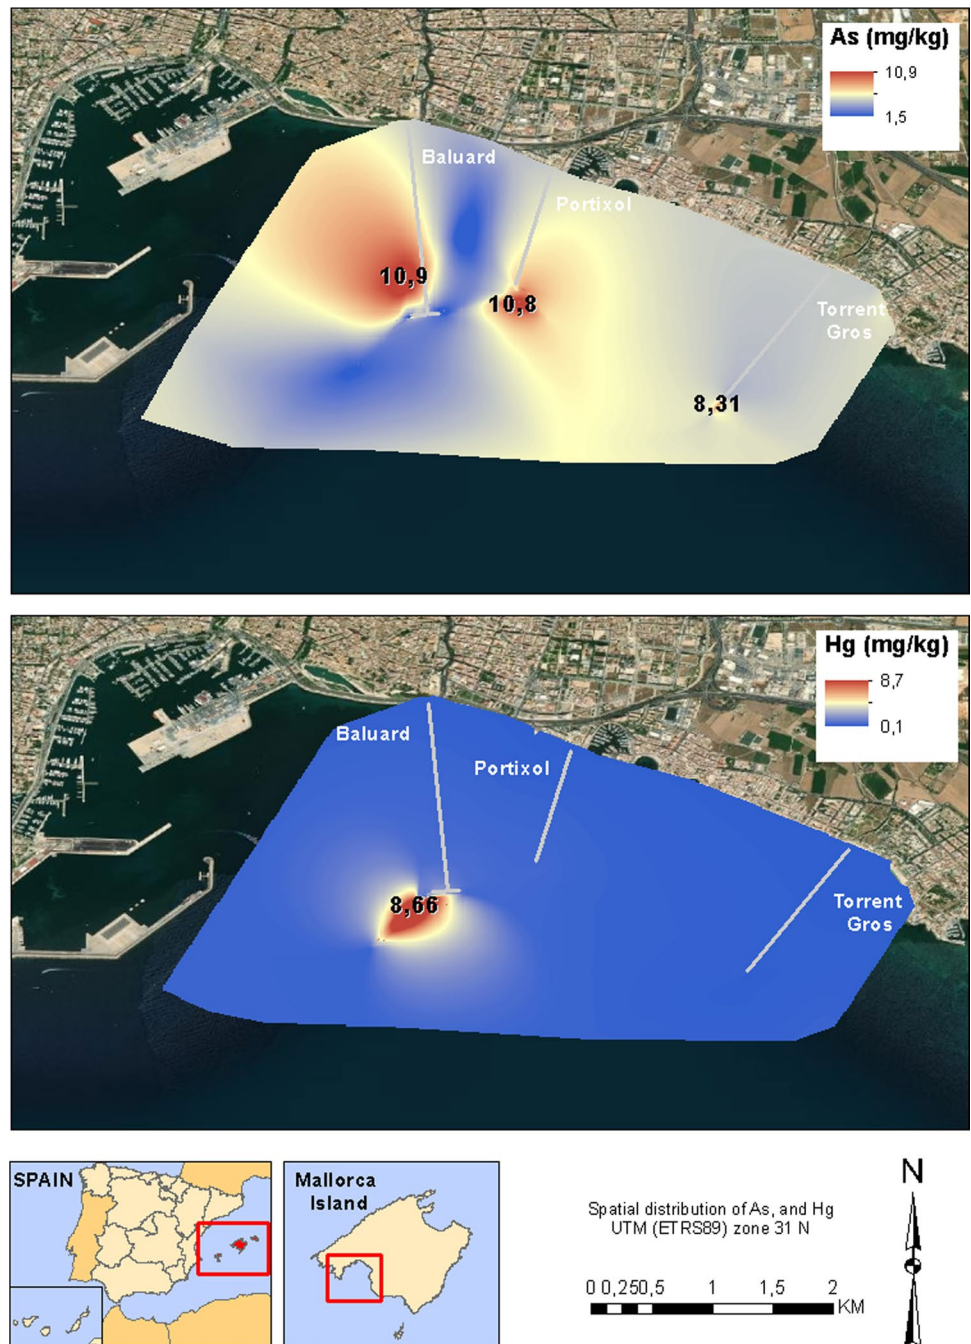 As (mg/kg)
10,9
1,5
Baluard
Portixol
10,9
10,8
Torrent
Gros
8,31
Hg (mg/kg)
8,7
0,1
Baluard
Portixol
8,66
Torrent
Gros
SPAIN
Mallorca
Island
Spatial distribution of As, and Hg
UTM (ETRS89) zone 31 N
N
0 0,250,5 1 1,5 2
KM